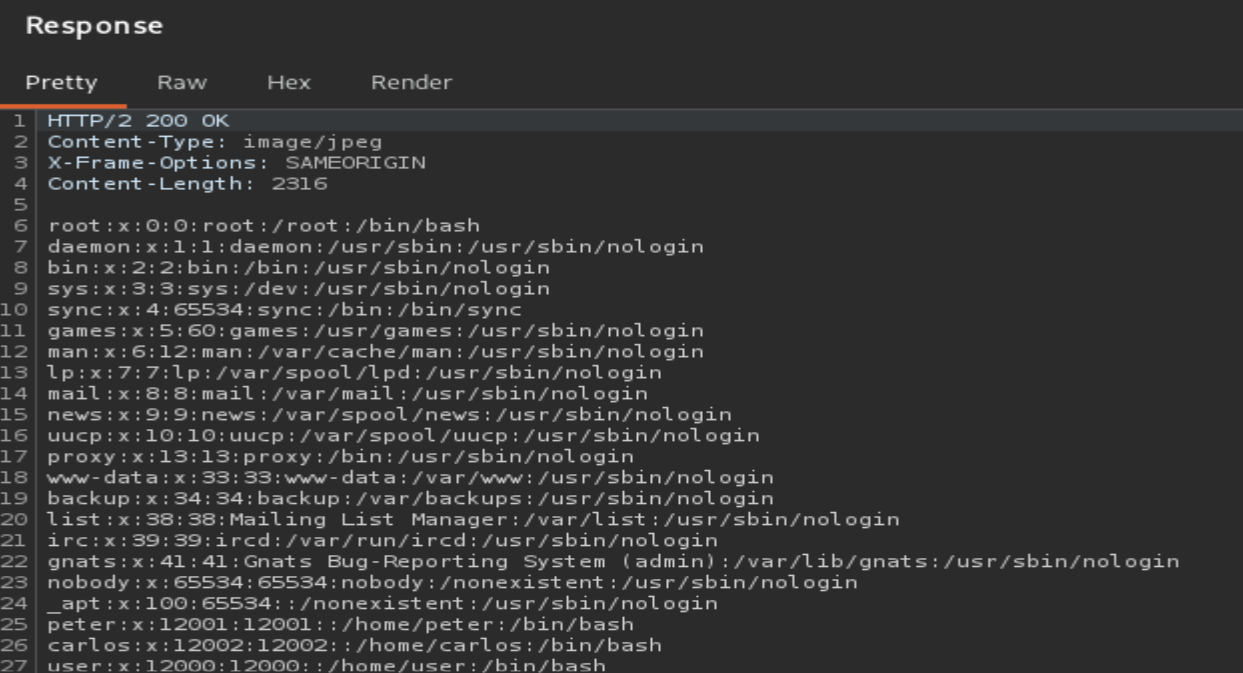 Response
Pretty Raw Hex Render
1 HTTP/2 200 OK
2 Content-Type: image/jpeg
3 X-Frame-Options: SAMEORIGIN
4 Content-Length: 2316
5
6 root:x:0:0:root:/root:/bin/bash
7 daemon:x:1:1:daemon:/usr/sbin:/usr/sbin/nologin
8 bin:x:2:2:bin:/bin:/usr/sbin/nologin
9 sys:x:3:3:sys:/dev:/usr/sbin/nologin
10 sync:x:4:65534:sync:/bin:/bin/sync
11 games:x:5:60:games:/usr/games:/usr/sbin/nologin
12 man:x:6:12:man:/var/cache/man:/usr/sbin/nologin
13 lp:x:7:7:lp:/var/spool/lpd:/usr/sbin/nologin
14 mail:x:8:8:mail:/var/mail:/usr/sbin/nologin
15 news:x:9:9:news:/var/spool/news:/usr/sbin/nologin
16 uucp:x:10:10:uucp:/var/spool/uucp:/usr/sbin/nologin
17 proxy:x:13:13:proxy:/bin:/usr/sbin/nologin
18 www-data:x:33:33:www-data:/var/www:/usr/sbin/nologin
19 backup:x:34:34:backup:/var/backups:/usr/sbin/nologin
20 list:x:38:38:Mailing List Manager:/var/list:/usr/sbin/nologin
21 irc:x:39:39:ircd:/var/run/ircd:/usr/sbin/nologin
22 gnats:x:41:41:Gnats Bug-Reporting System (admin):/var/lib/gnats:/usr/sbin/nologin
23 nobody:x:65534:65534:nobody:/nonexistent:/usr/sbin/nologin
24 _apt:x:100:65534::/nonexistent:/usr/sbin/nologin
25 peter:x:12001:12001::/home/peter:/bin/bash
26 carlos:x:12002:12002::/home/carlos:/bin/bash
27 user:x:12000:12000::/home/user:/bin/bash